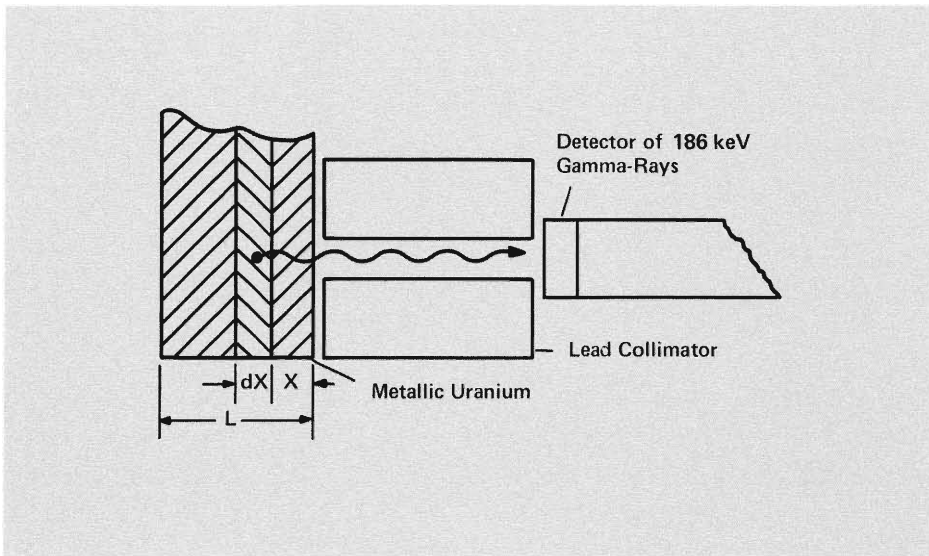 Detector of 186 keV
Gamma-Rays
Lead Collimator
dX X
Metallic Uranium
L